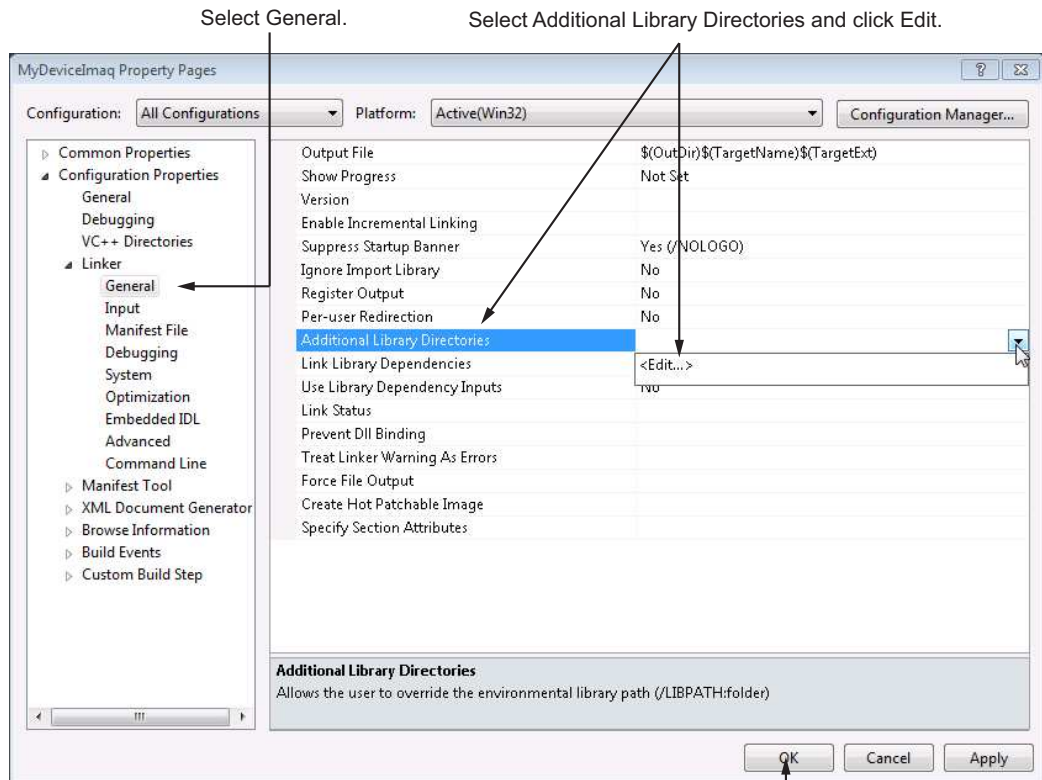 Select General.
Select Additional Library Directories and click Edit.
MyDeviceImaq Property Pages
Configuration: All Configurations Platform: Active(Win32) Configuration Manager...
Common Properties
Configuration Properties
General
Debugging
VC++ Directories
Linker
General
Input
Manifest File
Debugging
System
Optimization
Embedded IDL
Advanced
Command Line
Manifest Tool
XML Document Generator
Browse Information
Build Events
Custom Build Step
Output File $(OutDir)$(TargetName)$(TargetExt)
Show Progress Not Set
Version
Enable Incremental Linking
Suppress Startup Banner Yes (/NOLOGO)
Ignore Import Library No
Register Output No
Per-user Redirection No
Additional Library Directories
Link Library Dependencies <Edit...>
Use Library Dependency Inputs No
Link Status
Prevent Dll Binding
Treat Linker Warning As Errors
Force File Output
Create Hot Patchable Image
Specify Section Attributes
Additional Library Directories
Allows the user to override the environmental library path (/LIBPATH:folder)
OK Cancel Apply